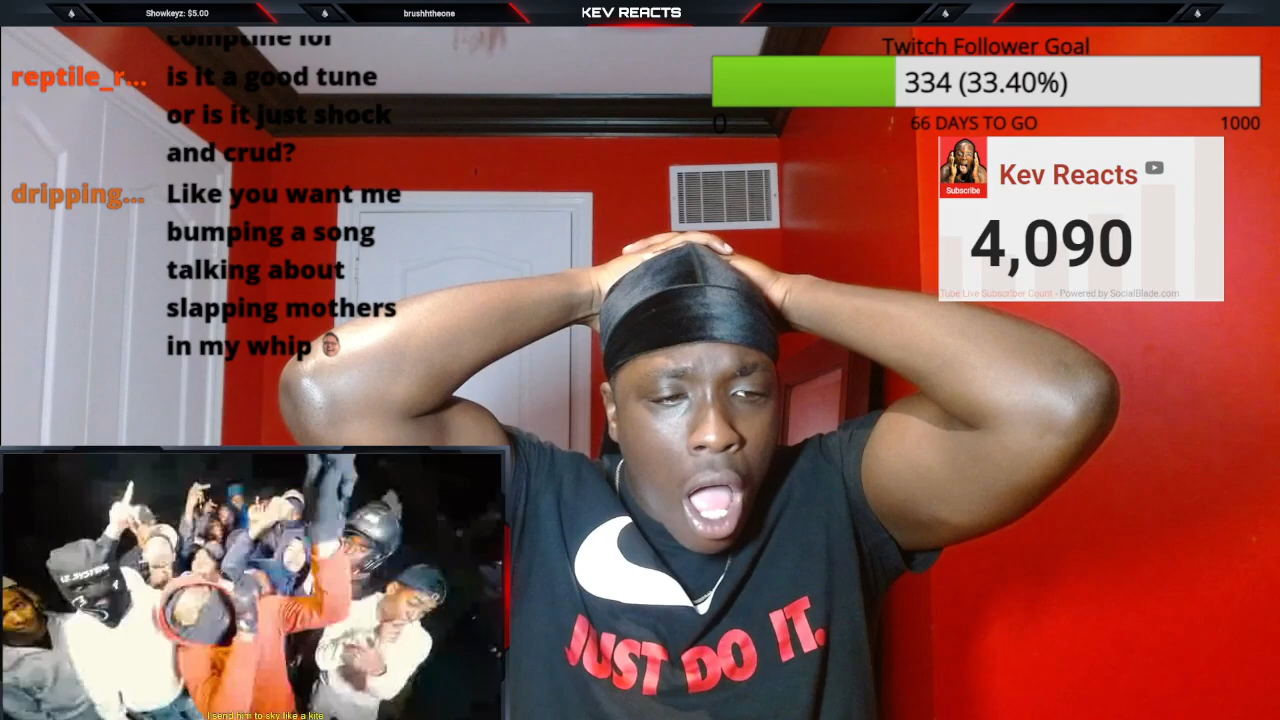 Showkeyz: $5.00
brushhtheone
KEV REACTS
Twitch Follower Goal
334 (33.40%)
0
66 DAYS TO GO
1000
reptile_r...
is it a good tune
or is it just shock
and crud?
dripping...
Like you want me
bumping a song
talking about
slapping mothers
in my whip
Subscribe
Kev Reacts
4,090
Tube Live Subscriber Count - Powered by SocialBlade.com
JUST DO IT.
I send him to sky like a kite